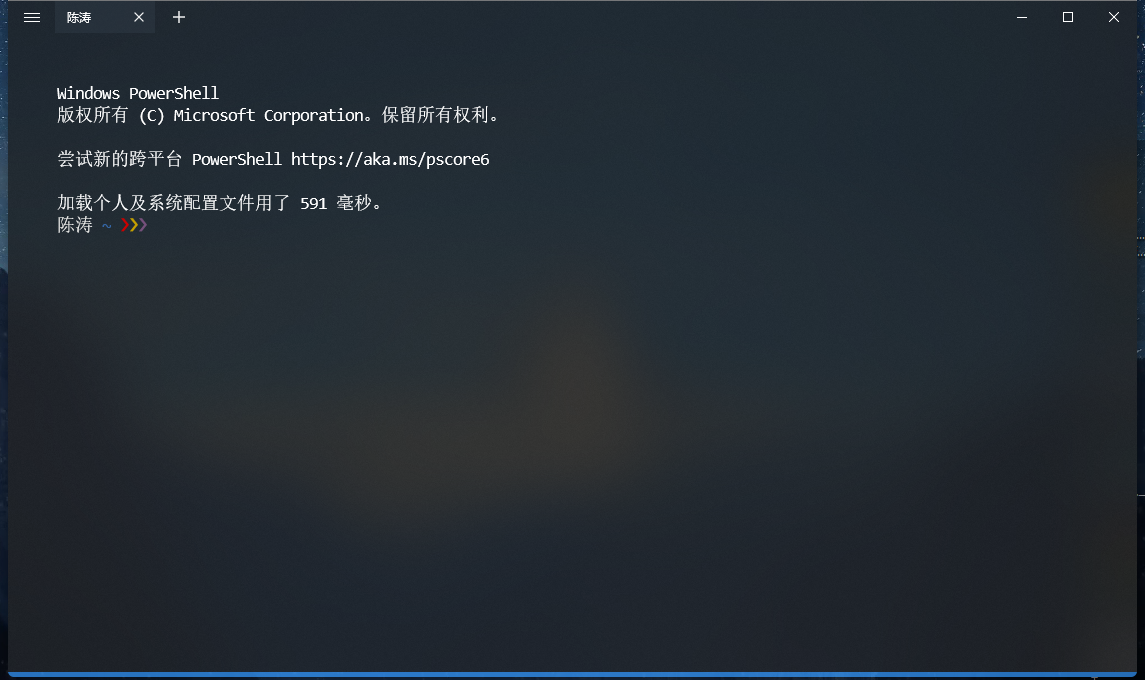 陈涛
Windows PowerShell
版权所有 (C) Microsoft Corporation。保留所有权利。
尝试新的跨平台 PowerShell https://aka.ms/pscore6
加载个人及系统配置文件用了 591 毫秒。
陈涛 ~ ❯❯❯